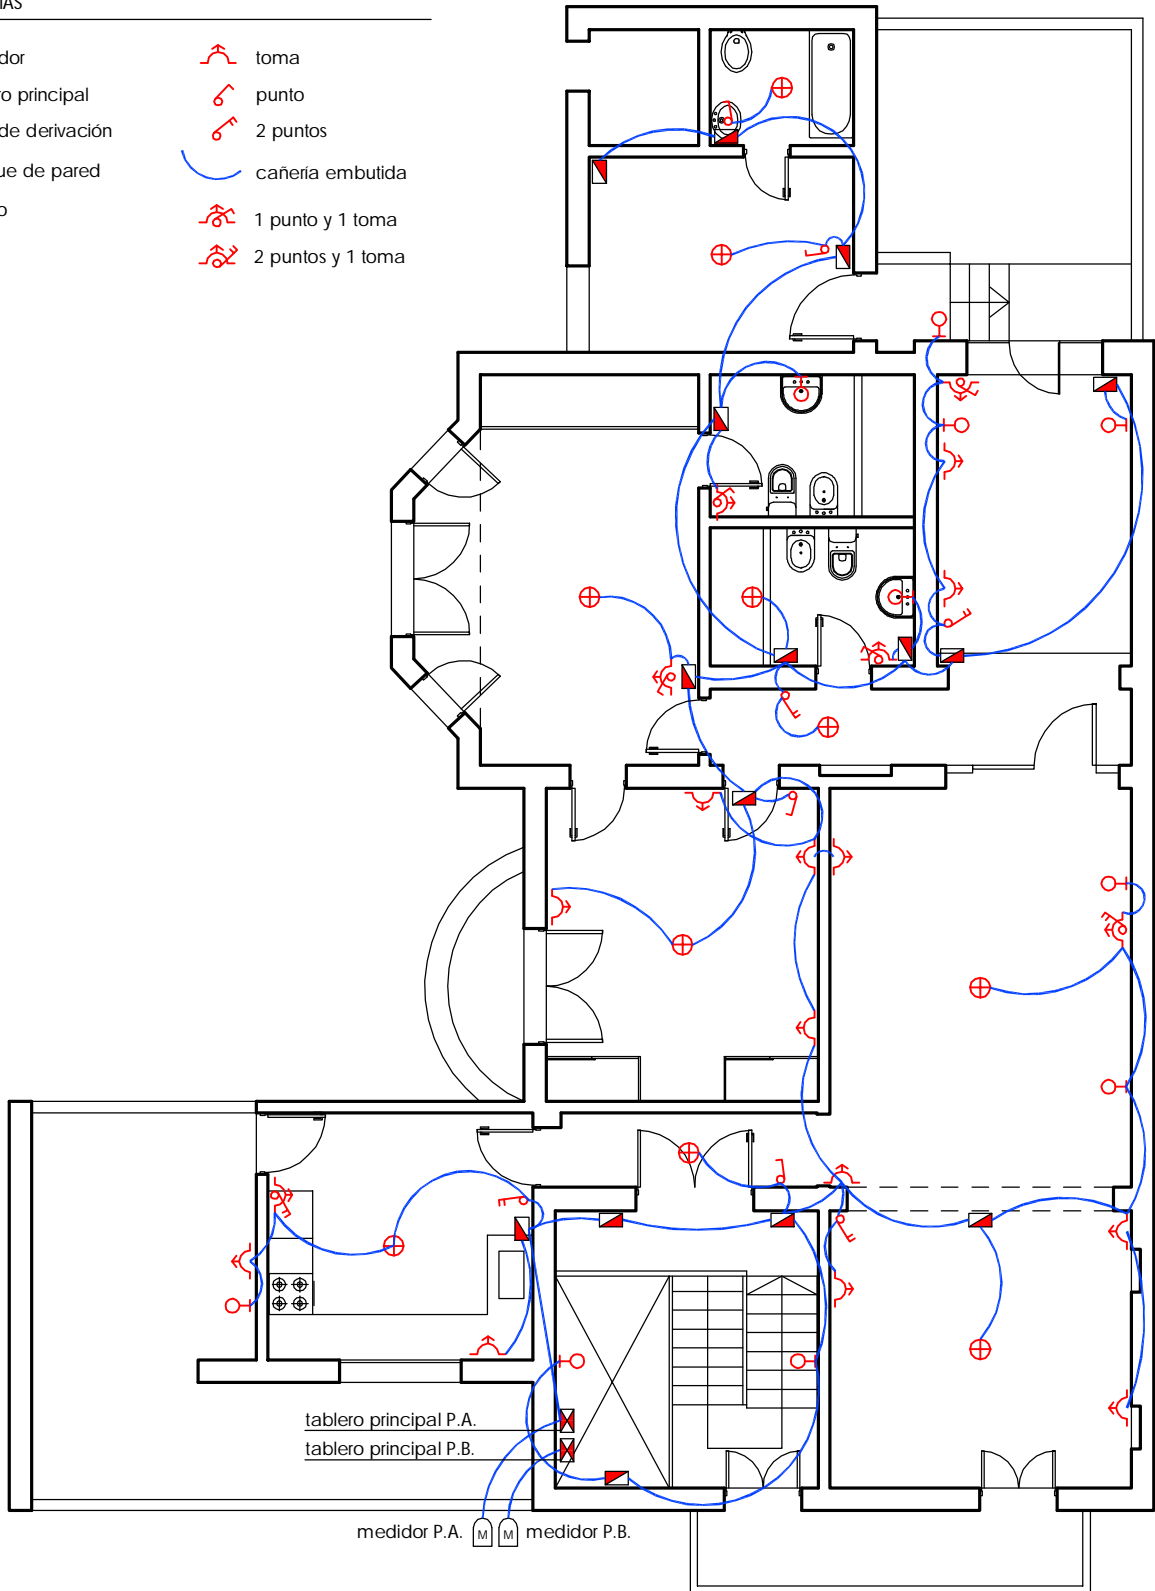 toma
punto
o principal
de derivación
2 puntos
ue de pared
cañería embutida
1 punto y 1 toma
2 puntos y 1 toma
tablero principal P.A.
tablero principal P.B.
medidor P.A.
M
M
medidor P.B.